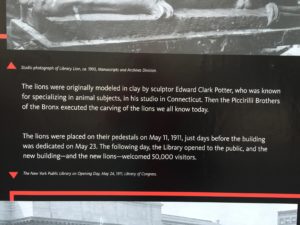 Studio photograph of Library Lion, ca. 1910, Manuscripts and Archives Division.
The lions were originally modeled in clay by sculptor Edward Clark Potter, who was
known for specializing in animal subjects, in his studio in Connecticut. Then the Piccirilli Brothers
of the Bronx executed the carving of the lions we all know today.
The lions were placed on their pedestals on May 11, 1911, just days before the building
was dedicated on May 23. The following day, the Library opened to the public, and the
new building—and the new lions—welcomed 50,000 visitors.
The New York Public Library on Opening Day, May 24, 1911, Library of Congress.